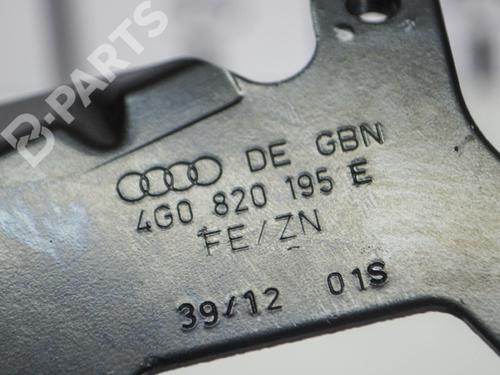 B-PARTS
DE GBN
4G0 820 195 E
FE/ZN
39/12 01S